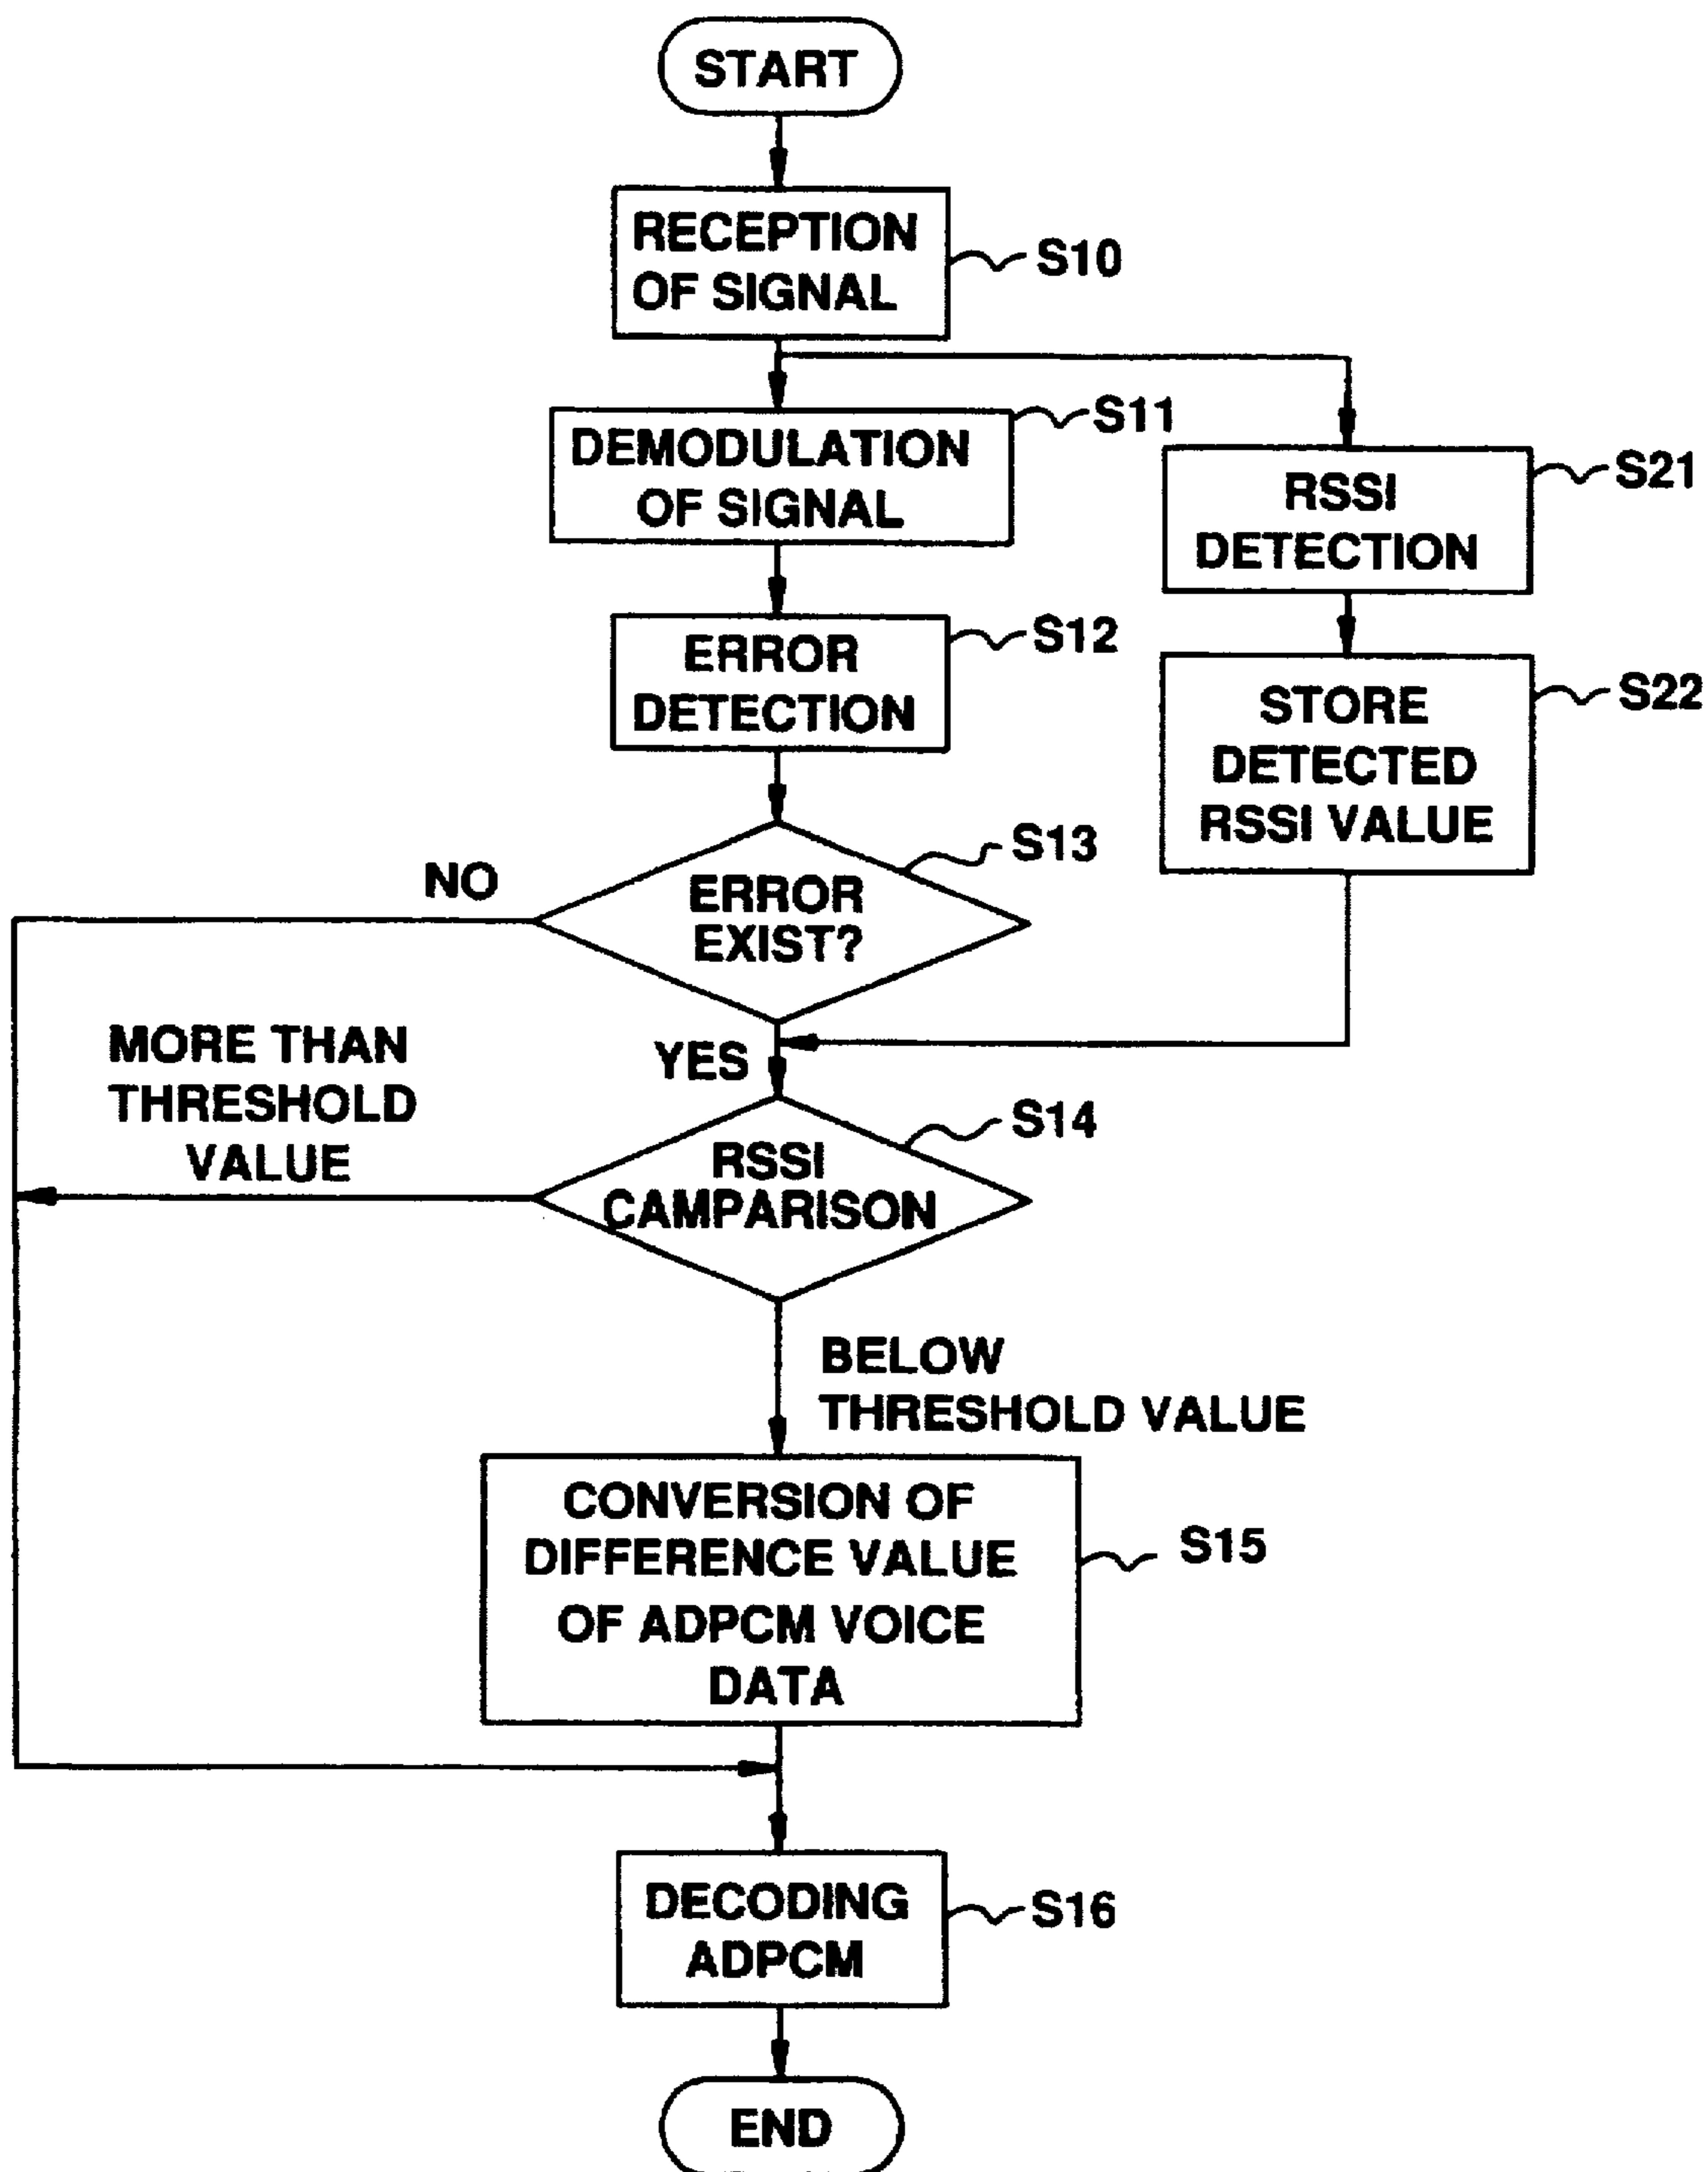 START
RECEPTION
OF SIGNAL
S10
DEMODULATION
OF SIGNAL
S11
RSSI
DETECTION
S21
ERROR
DETECTION
S12
STORE
DETECTED
RSSI VALUE
S22
ERROR
EXIST?
S13
NO
YES
MORE THAN
THRESHOLD
VALUE
RSSI
CAMPARISON
S14
BELOW
THRESHOLD VALUE
CONVERSION OF
DIFFERENCE VALUE
OF ADPCM VOICE
DATA
S15
DECODING
ADPCM
S16
END